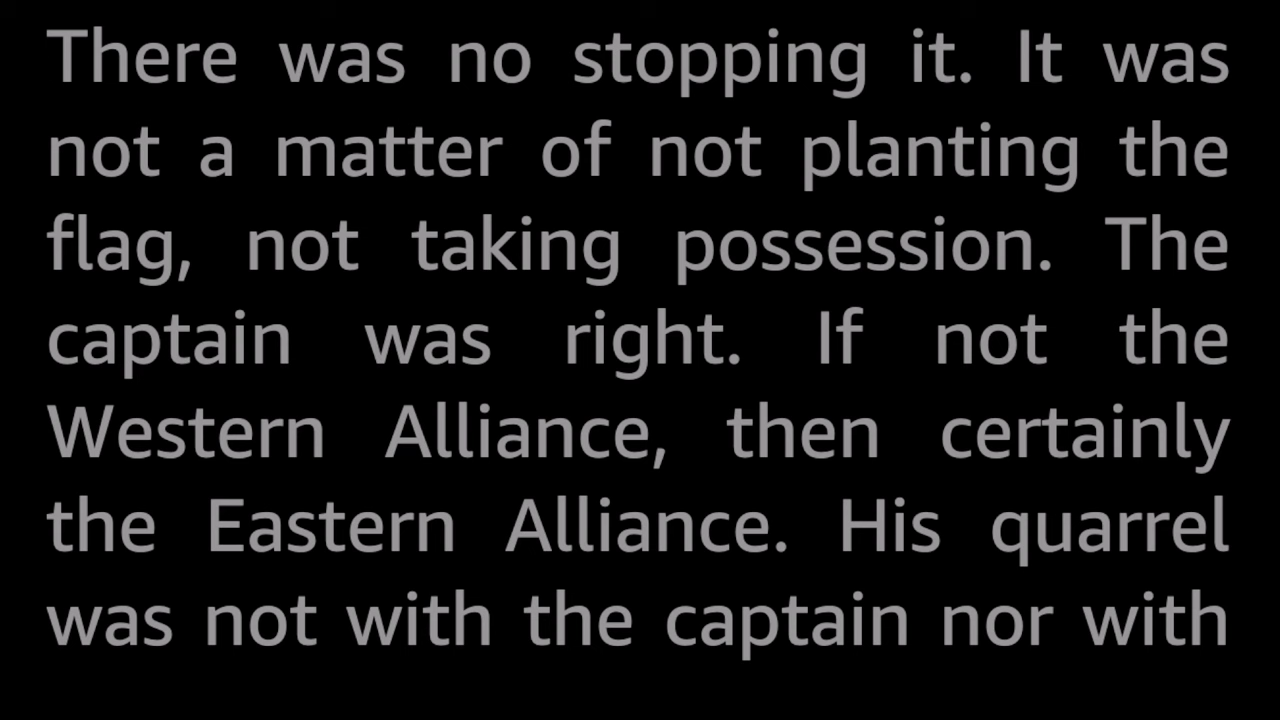 There was no stopping it. It was
not a matter of not planting the
flag, not taking possession. The
captain was right. If not the
Western Alliance, then certainly
the Eastern Alliance. His quarrel
was not with the captain nor with